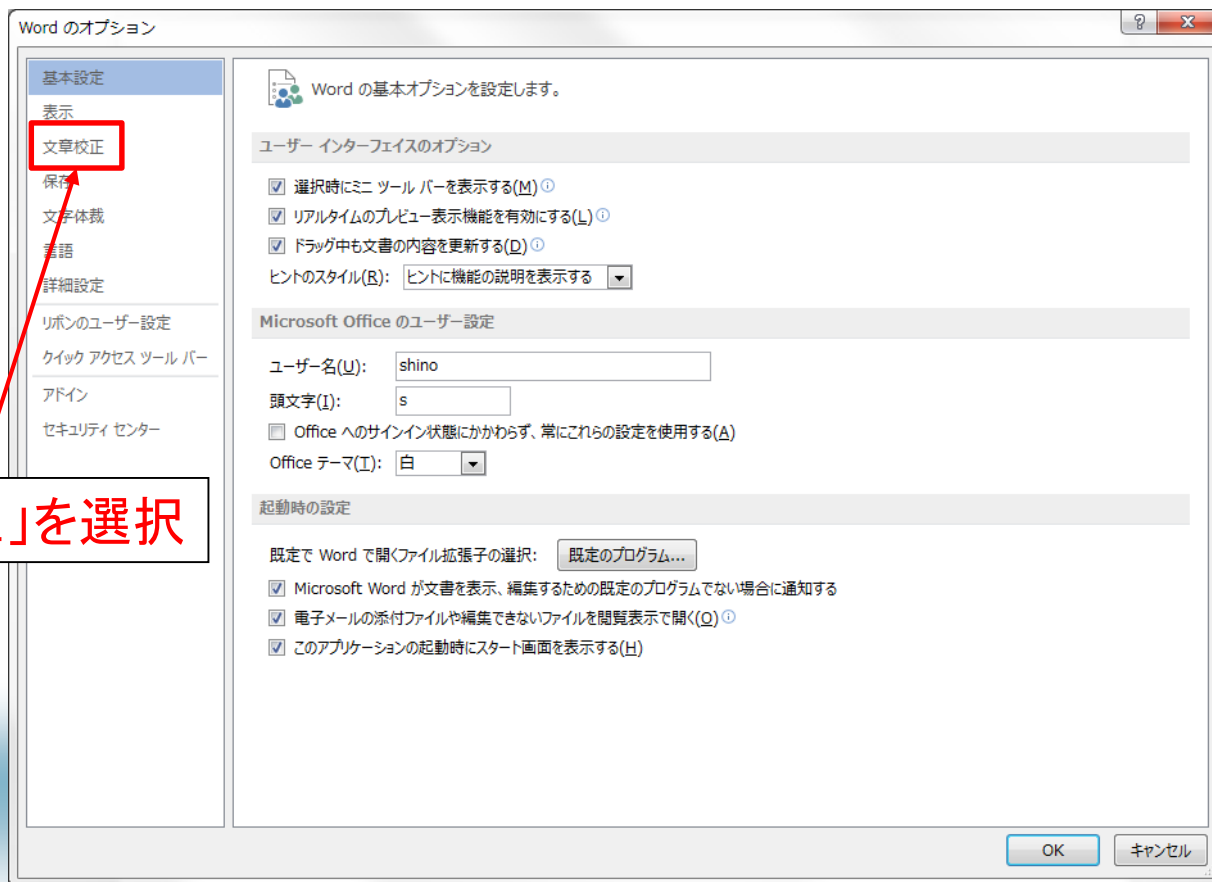 Word のオプション
基本設定
表示
文章校正
保存
文字体裁
言語
詳細設定
リボンのユーザー設定
クイック アクセス ツール バー
アドイン
セキュリティ センター
」を選択
Word の基本オプションを設定します。
ユーザー インターフェイスのオプション
選択時にミニ ツール バーを表示する(M)
リアルタイムのプレビュー表示機能を有効にする(L)
ドラッグ中も文書の内容を更新する(D)
ヒントのスタイル(R): ヒントに機能の説明を表示する
Microsoft Office のユーザー設定
ユーザー名(U): shino
頭文字(I): s
Office へのサインイン状態にかかわらず、常にこれらの設定を使用する(A)
Office テーマ(T): 白
起動時の設定
既定で Word で開くファイル拡張子の選択: 既定のプログラム...
Microsoft Word が文書を表示、編集するための既定のプログラムでない場合に通知する
電子メールの添付ファイルや編集できないファイルを閲覧表示で開く(O)
このアプリケーションの起動時にスタート画面を表示する(H)
OK キャンセル